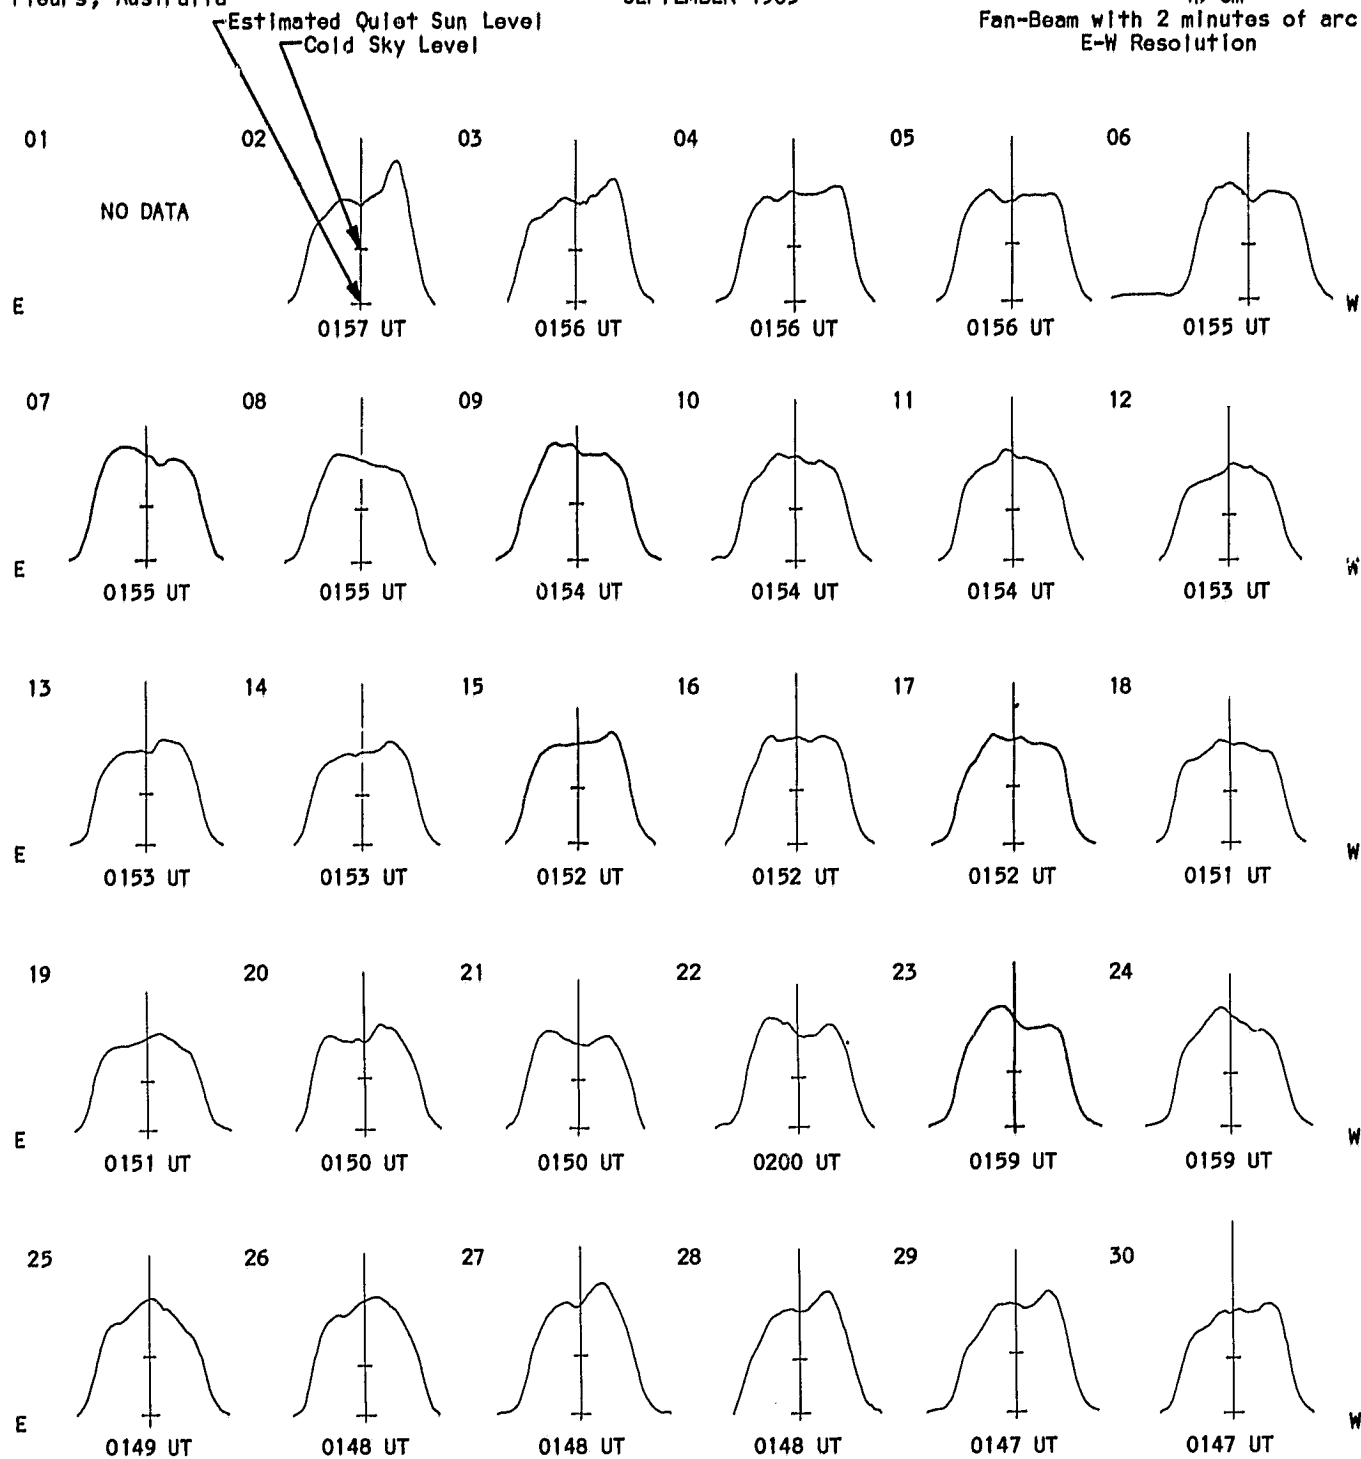 Fleurs, Australia
Estimated Quiet Sun Level
Cold Sky Level
Fan-Beam with 2 minutes of arc
E-W Resolution
01 02 03 04 05 06
NO DATA
E W
0157 UT 0156 UT 0156 UT 0156 UT 0155 UT
07 08 09 10 11 12
E W
0155 UT 0155 UT 0154 UT 0154 UT 0154 UT 0153 UT
13 14 15 16 17 18
E W
0153 UT 0153 UT 0152 UT 0152 UT 0152 UT 0151 UT
19 20 21 22 23 24
E W
0151 UT 0150 UT 0150 UT 0200 UT 0159 UT 0159 UT
25 26 27 28 29 30
E W
0149 UT 0148 UT 0148 UT 0148 UT 0147 UT 0147 UT